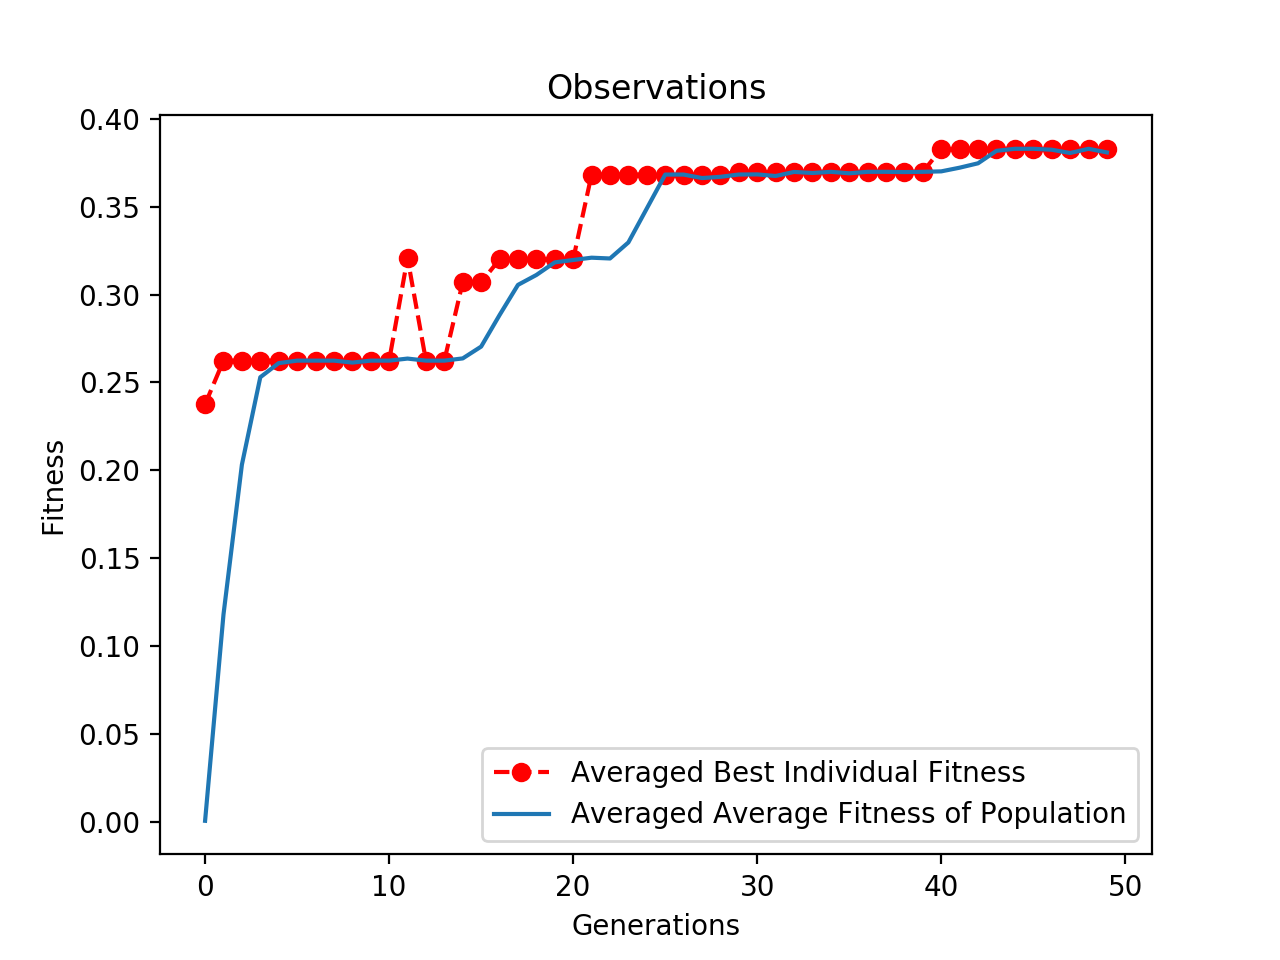 Observations
0.40
0.35
0.30
0.25
0.20
0.15
0.10
0.05
0.00
Fitness
Averaged Best Individual Fitness
Averaged Average Fitness of Population
0 10 20 30 40 50
Generations